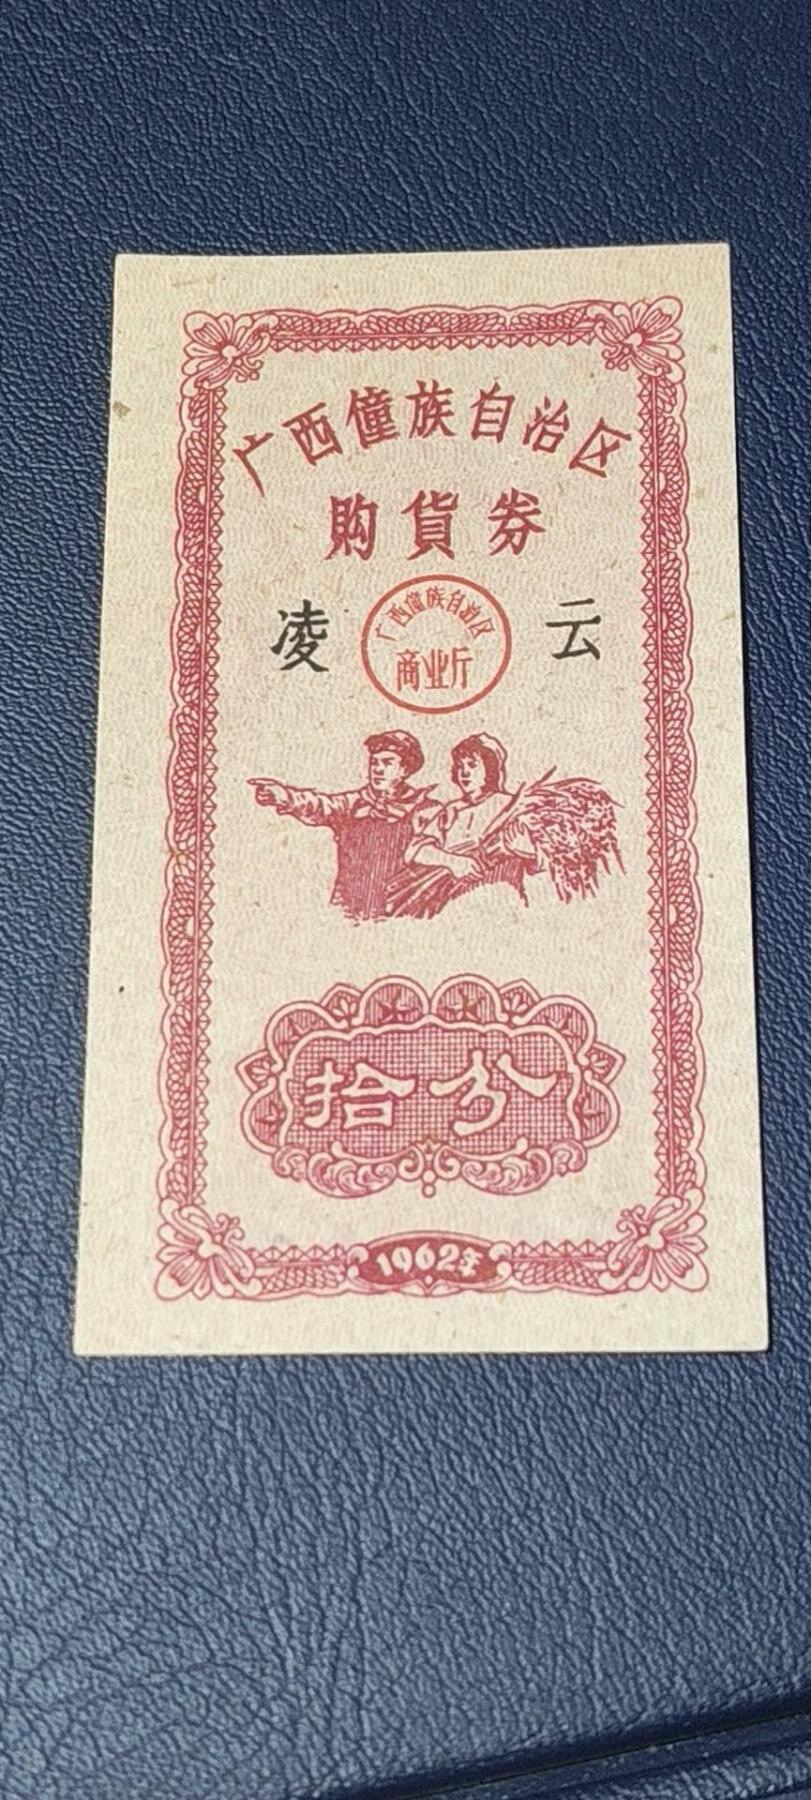 广西僮族自治区
购貨券
凌 云
广西僮族自治区
商业厅
拾分
1962年